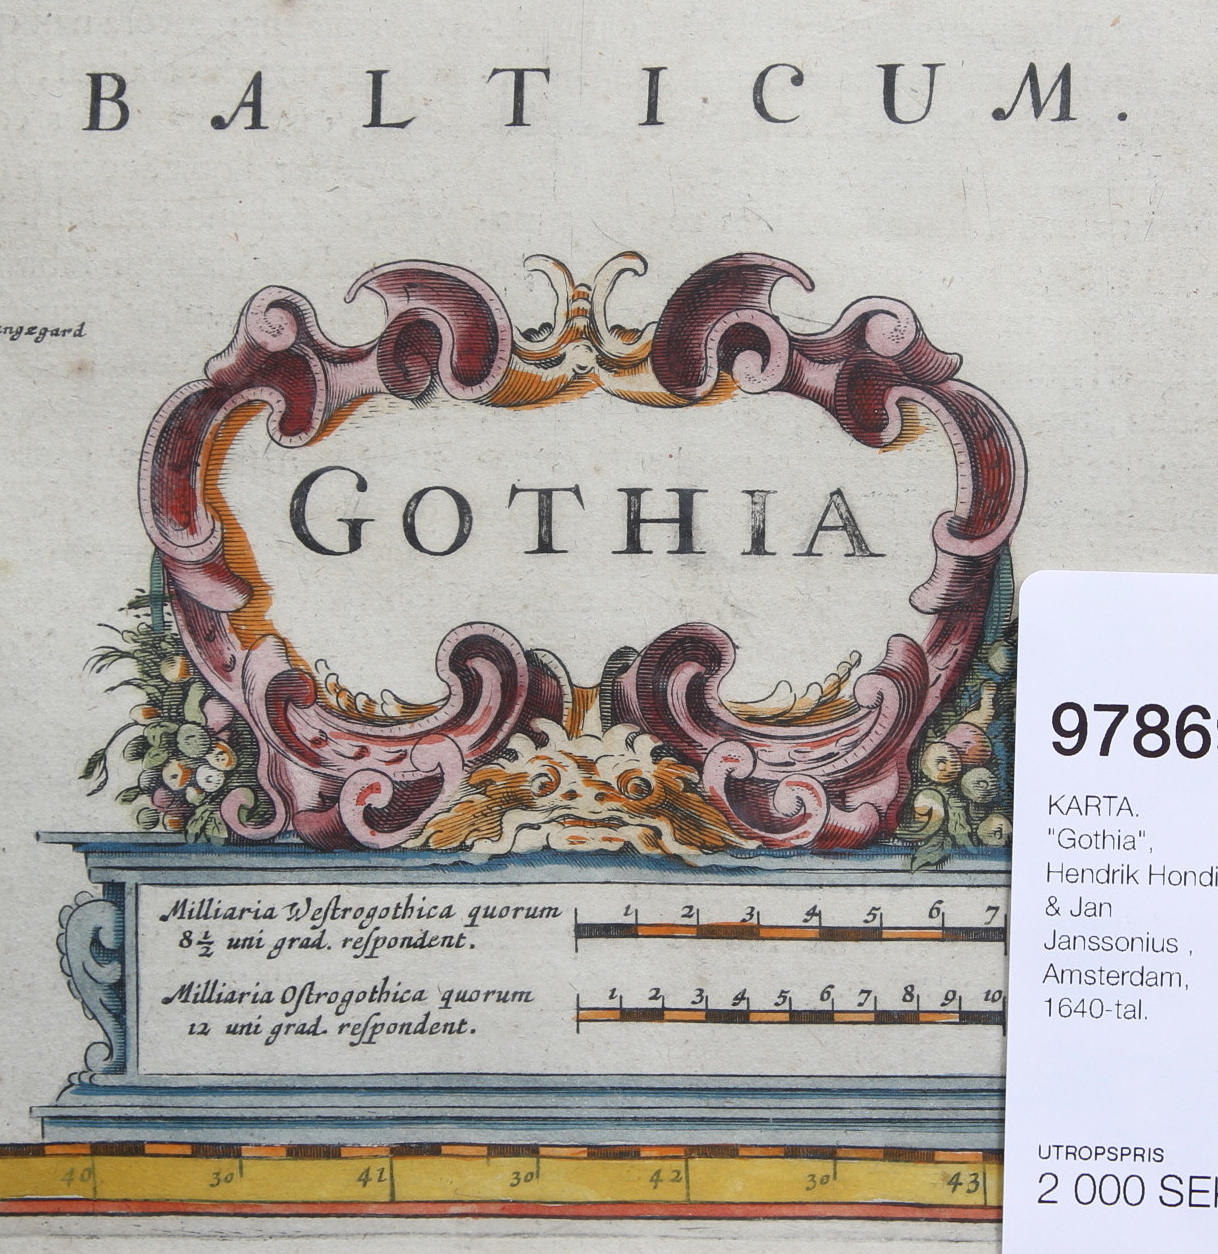 BALTICUM.
ngægard
GOTHIA
Milliaria Weſtrogothica quorum
8 1/2 uni grad. reſpondent.
1 2 3 4 5 6 7
Milliaria Oſtrogothica quorum
12 uni grad. reſpondent.
1 2 3 4 5 6 7 8 9 10
40 30 41 30 42 30 43
9786
KARTA.
"Gothia",
Hendrik Hondi
& Jan
Janssonius ,
Amsterdam,
1640-tal.
UTROPSPRIS
2 000 SE